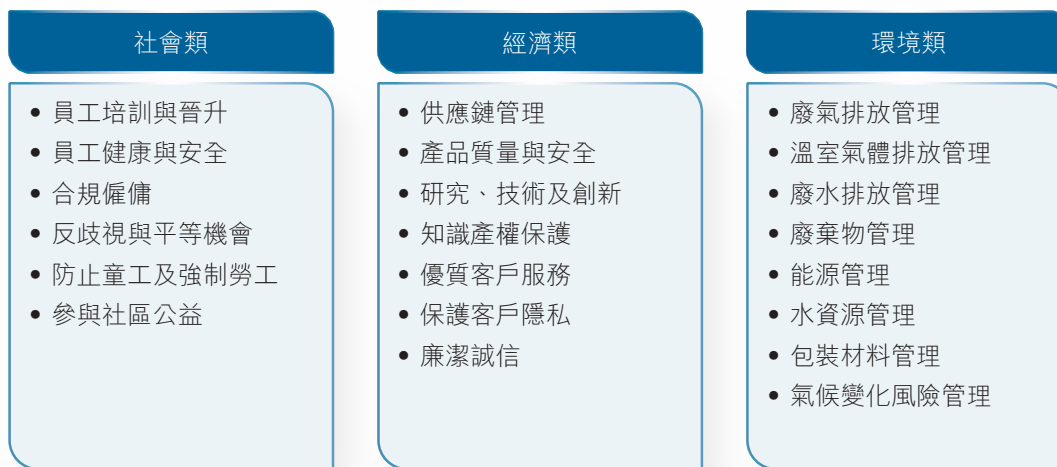 社會類
• 員工培訓與晉升
• 員工健康與安全
• 合規僱傭
• 反歧視與平等機會
• 防止童工及強制勞工
• 參與社區公益
經濟類
• 供應鏈管理
• 產品質量與安全
• 研究、技術及創新
• 知識產權保護
• 優質客戶服務
• 保護客戶隱私
• 廉潔誠信
環境類
• 廢氣排放管理
• 溫室氣體排放管理
• 廢水排放管理
• 廢棄物管理
• 能源管理
• 水資源管理
• 包裝材料管理
• 氣候變化風險管理